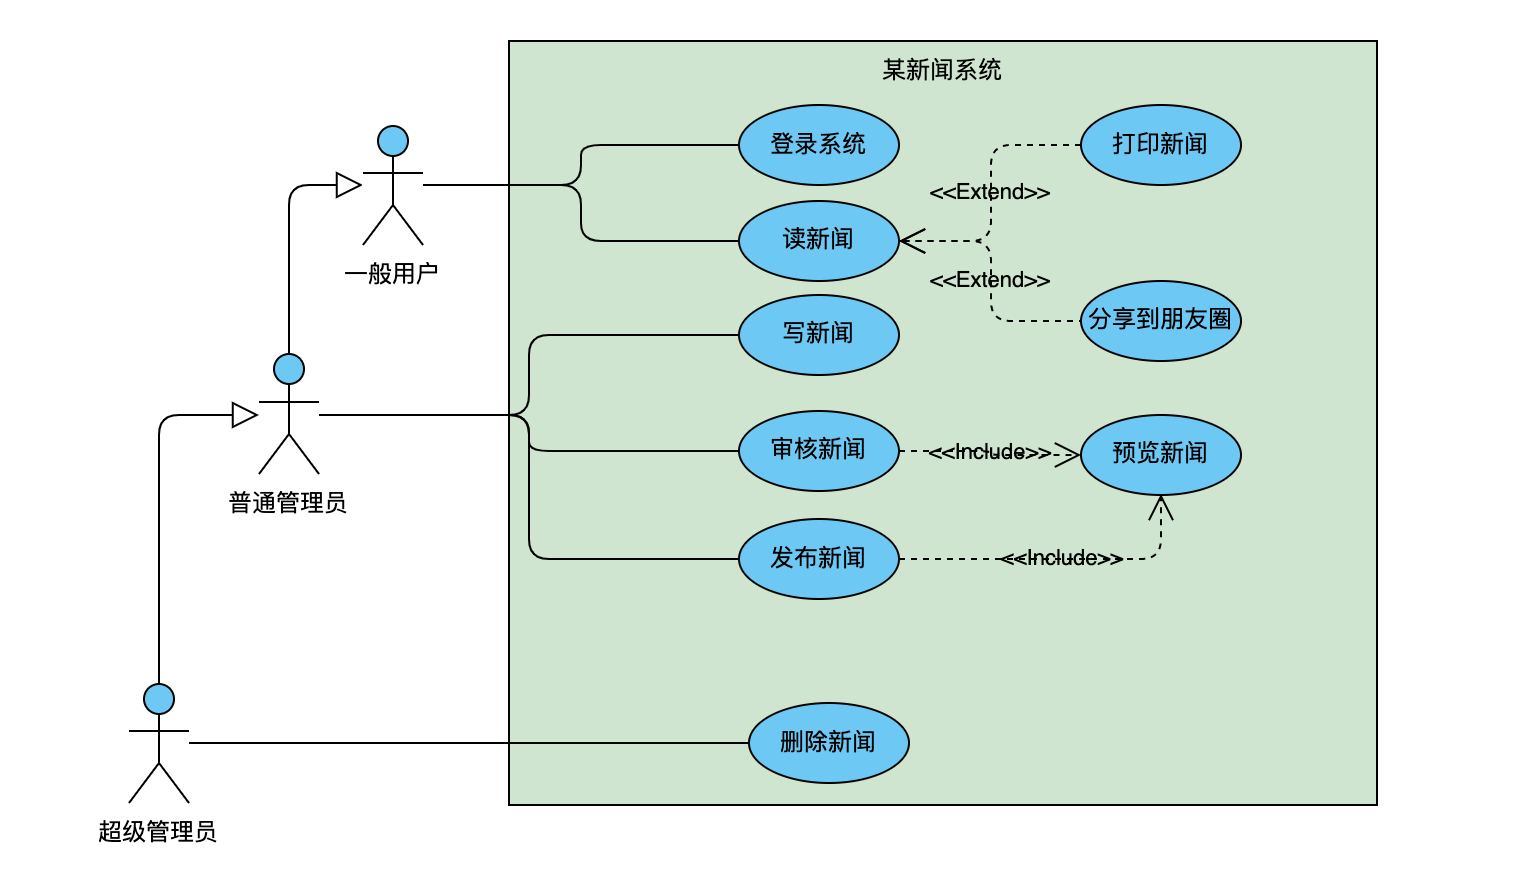 某新闻系统
登录系统
打印新闻
<<Extend>>
读新闻
一般用户
<<Extend>>
分享到朋友圈
写新闻
审核新闻
<<Include>>
预览新闻
普通管理员
发布新闻
<<Include>>
删除新闻
超级管理员